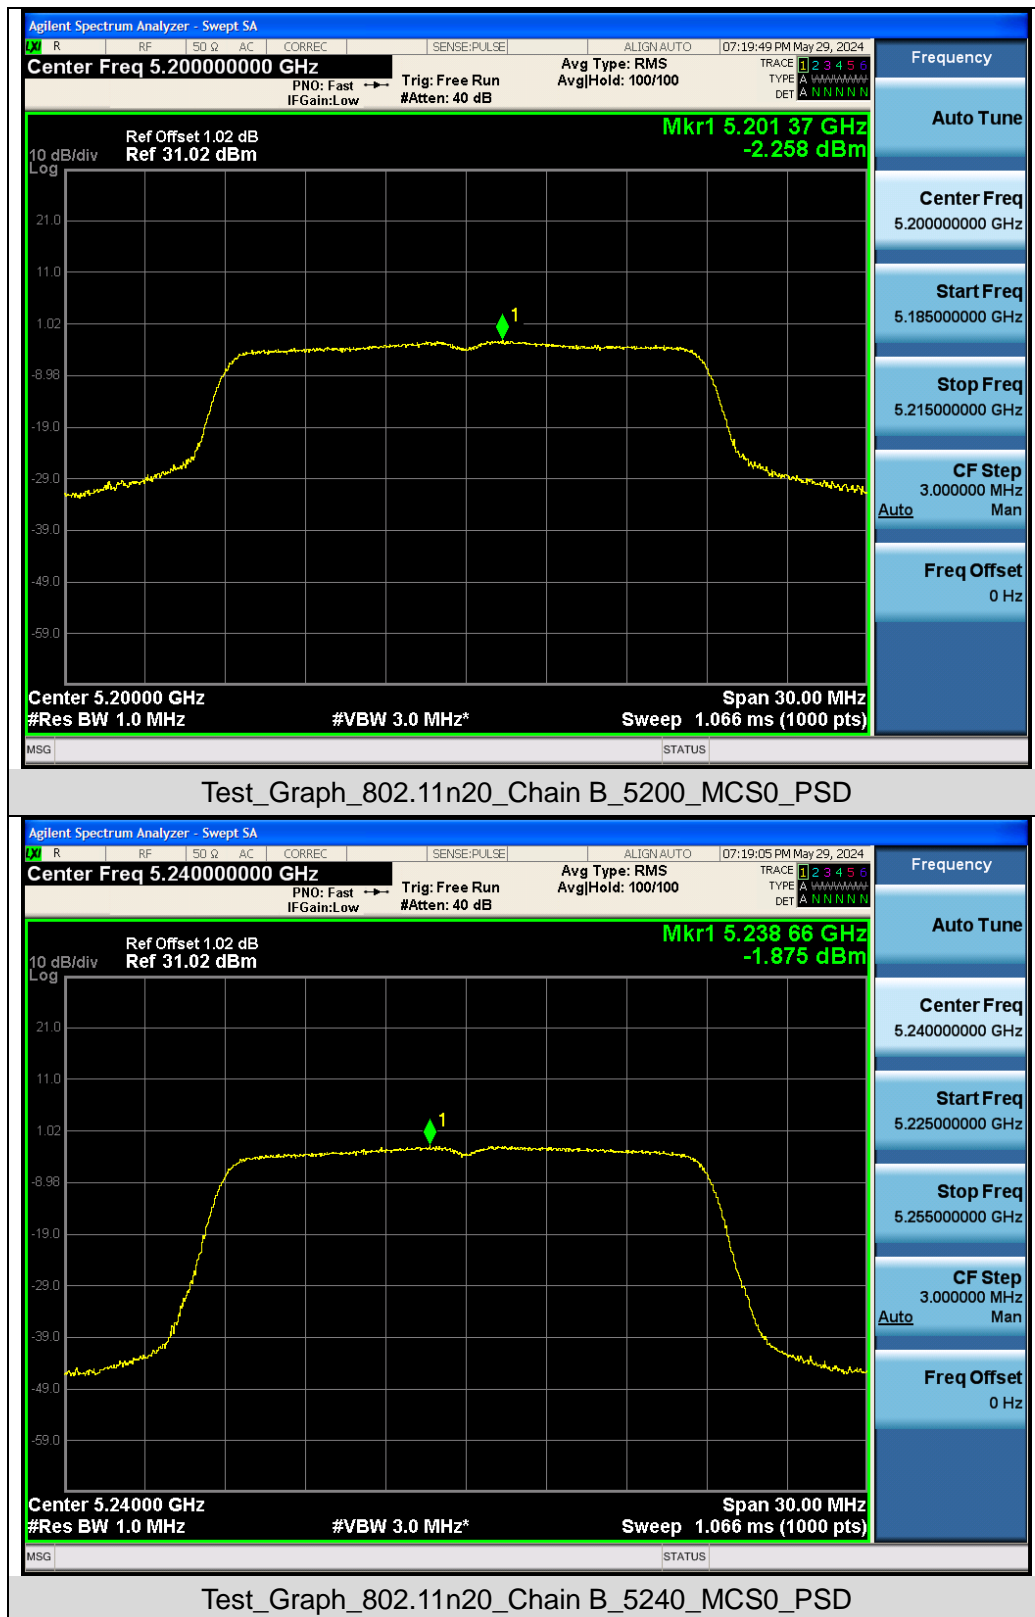 Agilent Spectrum Analyzer - Swept SA
LXI R RF 50 Ω AC CORREC SENSE:PULSE ALIGN AUTO 07:19:49 PM May 29, 2024
Center Freq 5.200000000 GHz
PNO: Fast
IFGain:Low
Trig: Free Run
#Atten: 40 dB
Avg Type: RMS
Avg|Hold: 100/100
TRACE 1 2 3 4 5 6
TYPE A WWWWW
DET A N N N N N
Ref Offset 1.02 dB
10 dB/div Ref 31.02 dBm
Log
Mkr1 5.201 37 GHz
-2.258 dBm
21.0
11.0
1.02
-8.98
-19.0
-29.0
-39.0
-49.0
-59.0
1
Center 5.20000 GHz Span 30.00 MHz
#Res BW 1.0 MHz #VBW 3.0 MHz* Sweep 1.066 ms (1000 pts)
MSG STATUS
Frequency
Auto Tune
Center Freq
5.200000000 GHz
Start Freq
5.185000000 GHz
Stop Freq
5.215000000 GHz
CF Step
3.000000 MHz
Auto Man
Freq Offset
0 Hz
Test_Graph_802.11n20_Chain B_5200_MCS0_PSD
Agilent Spectrum Analyzer - Swept SA
LXI R RF 50 Ω AC CORREC SENSE:PULSE ALIGN AUTO 07:19:05 PM May 29, 2024
Center Freq 5.240000000 GHz
PNO: Fast
IFGain:Low
Trig: Free Run
#Atten: 40 dB
Avg Type: RMS
Avg|Hold: 100/100
TRACE 1 2 3 4 5 6
TYPE A WWWWW
DET A N N N N N
Ref Offset 1.02 dB
10 dB/div Ref 31.02 dBm
Log
Mkr1 5.238 66 GHz
-1.875 dBm
21.0
11.0
1.02
-8.98
-19.0
-29.0
-39.0
-49.0
-59.0
1
Center 5.24000 GHz Span 30.00 MHz
#Res BW 1.0 MHz #VBW 3.0 MHz* Sweep 1.066 ms (1000 pts)
MSG STATUS
Frequency
Auto Tune
Center Freq
5.240000000 GHz
Start Freq
5.225000000 GHz
Stop Freq
5.255000000 GHz
CF Step
3.000000 MHz
Auto Man
Freq Offset
0 Hz
Test_Graph_802.11n20_Chain B_5240_MCS0_PSD